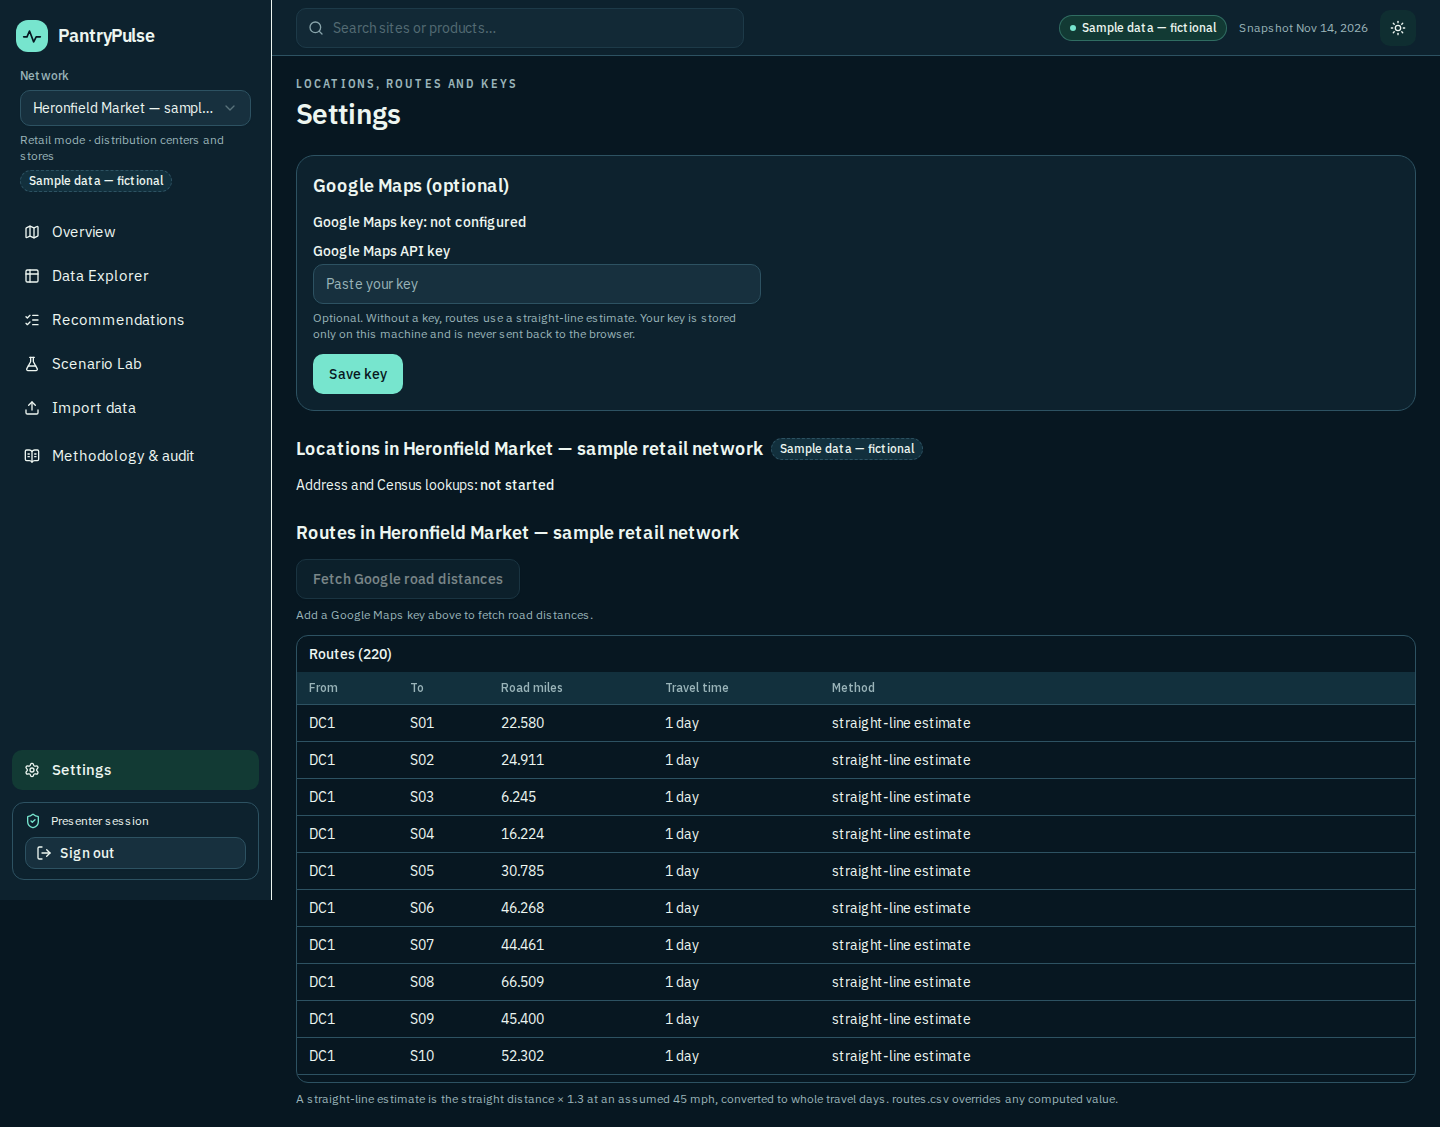 PantryPulse
Network
Heronfield Market — sampl...
Retail mode · distribution centers and
stores
Sample data — fictional
Overview
Data Explorer
Recommendations
Scenario Lab
Import data
Methodology & audit
Settings
Presenter session
Sign out
Search sites or products...
Sample data — fictional
Snapshot Nov 14, 2026
LOCATIONS, ROUTES AND KEYS
Settings
Google Maps (optional)
Google Maps key: not configured
Google Maps API key
Paste your key
Optional. Without a key, routes use a straight-line estimate. Your key is stored
only on this machine and is never sent back to the browser.
Save key
Locations in Heronfield Market — sample retail network Sample data — fictional
Address and Census lookups: not started
Routes in Heronfield Market — sample retail network
Fetch Google road distances
Add a Google Maps key above to fetch road distances.
Routes (220)
From To Road miles Travel time Method
DC1 S01 22.580 1 day straight-line estimate
DC1 S02 24.911 1 day straight-line estimate
DC1 S03 6.245 1 day straight-line estimate
DC1 S04 16.224 1 day straight-line estimate
DC1 S05 30.785 1 day straight-line estimate
DC1 S06 46.268 1 day straight-line estimate
DC1 S07 44.461 1 day straight-line estimate
DC1 S08 66.509 1 day straight-line estimate
DC1 S09 45.400 1 day straight-line estimate
DC1 S10 52.302 1 day straight-line estimate
A straight-line estimate is the straight distance × 1.3 at an assumed 45 mph, converted to whole travel days. routes.csv overrides any computed value.